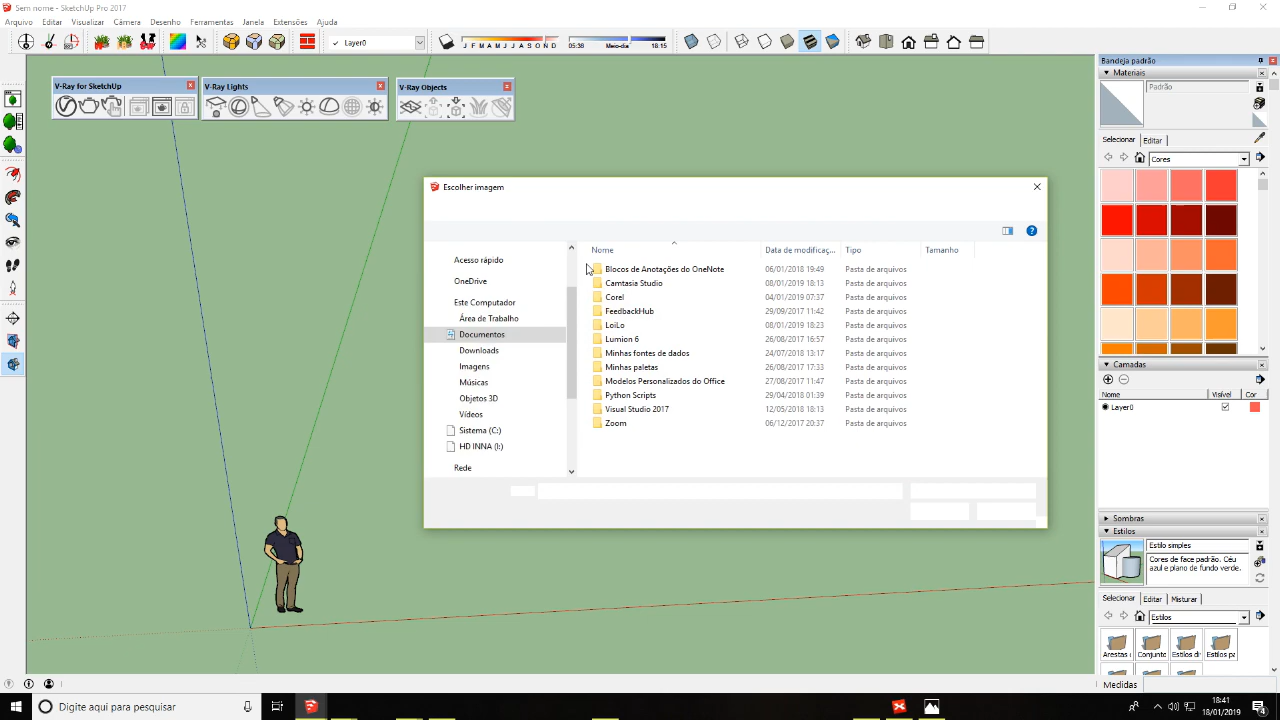 Sem nome - SketchUp Pro 2017
Arquivo Editar Visualizar Câmera Desenho Ferramentas Janela Extensões Ajuda
Layer0
J F M A M J J A S O N D
05:38 Meio-dia 18:15
V-Ray for SketchUp
V-Ray Lights
V-Ray Objects
Escolher imagem
Nome Data de modificaç... Tipo Tamanho
Acesso rápido
OneDrive
Este Computador
Área de Trabalho
Documentos
Downloads
Imagens
Músicas
Objetos 3D
Vídeos
Sistema (C:)
HD INNA (I:)
Rede
Blocos de Anotações do OneNote 06/01/2018 19:49 Pasta de arquivos
Camtasia Studio 08/01/2019 18:13 Pasta de arquivos
Corel 04/01/2019 07:37 Pasta de arquivos
FeedbackHub 29/09/2017 11:42 Pasta de arquivos
LoiLo 08/01/2019 18:23 Pasta de arquivos
Lumion 6 26/08/2017 16:57 Pasta de arquivos
Minhas fontes de dados 24/07/2018 13:17 Pasta de arquivos
Minhas paletas 26/08/2017 17:33 Pasta de arquivos
Modelos Personalizados do Office 27/08/2017 11:47 Pasta de arquivos
Python Scripts 29/04/2018 01:39 Pasta de arquivos
Visual Studio 2017 12/05/2018 18:13 Pasta de arquivos
Zoom 06/12/2017 20:37 Pasta de arquivos
Bandeja padrão
Materiais
Padrão
Selecionar Editar
Cores
Camadas
Nome Visível Cor
Layer0
Sombras
Estilos
Estilo simples
Cores de face padrão. Céu
azul e plano de fundo verde.
Selecionar Editar Misturar
Estilos
Arestas Conjunto Estilos di Estilos pa
Medidas
Digite aqui para pesquisar
18:41
18/01/2019
4